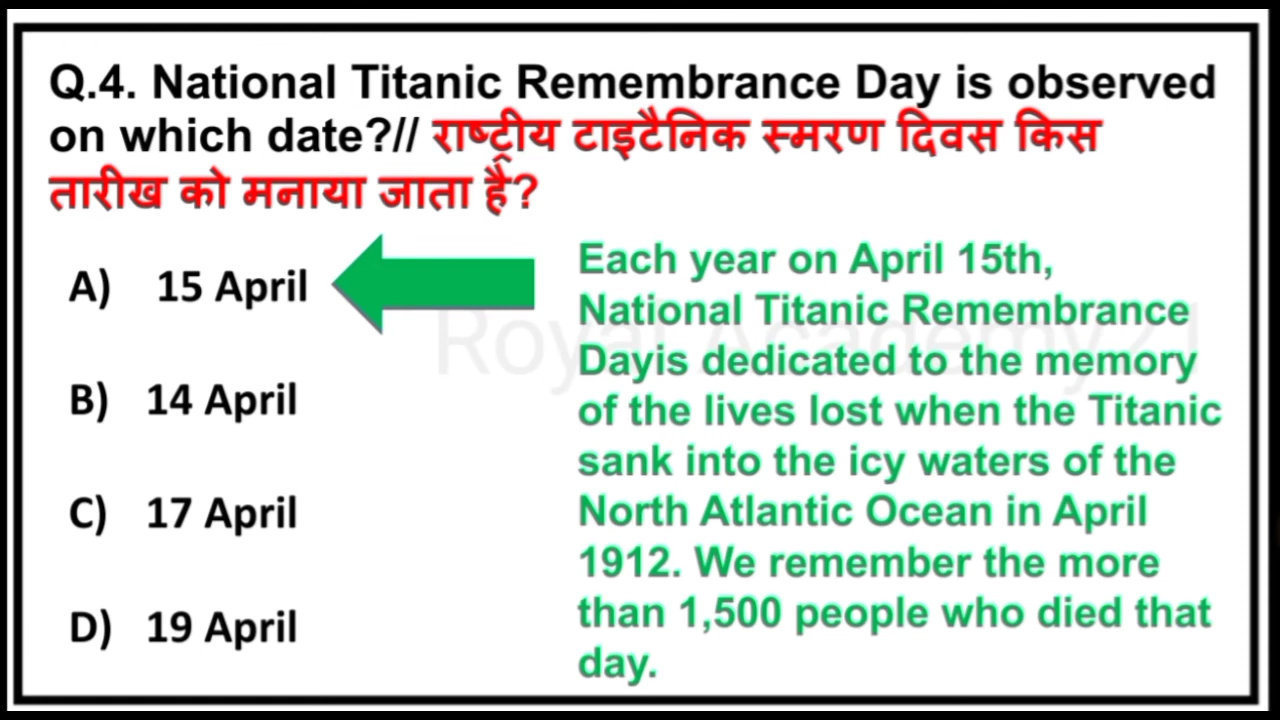 Q.4. National Titanic Remembrance Day is observed
on which date?// राष्ट्रीय टाइटैनिक स्मरण दिवस किस
तारीख को मनाया जाता है?
A) 15 April
B) 14 April
C) 17 April
D) 19 April
Each year on April 15th,
National Titanic Remembrance
Dayis dedicated to the memory
of the lives lost when the Titanic
sank into the icy waters of the
North Atlantic Ocean in April
1912. We remember the more
than 1,500 people who died that
day.
Royal Academy21